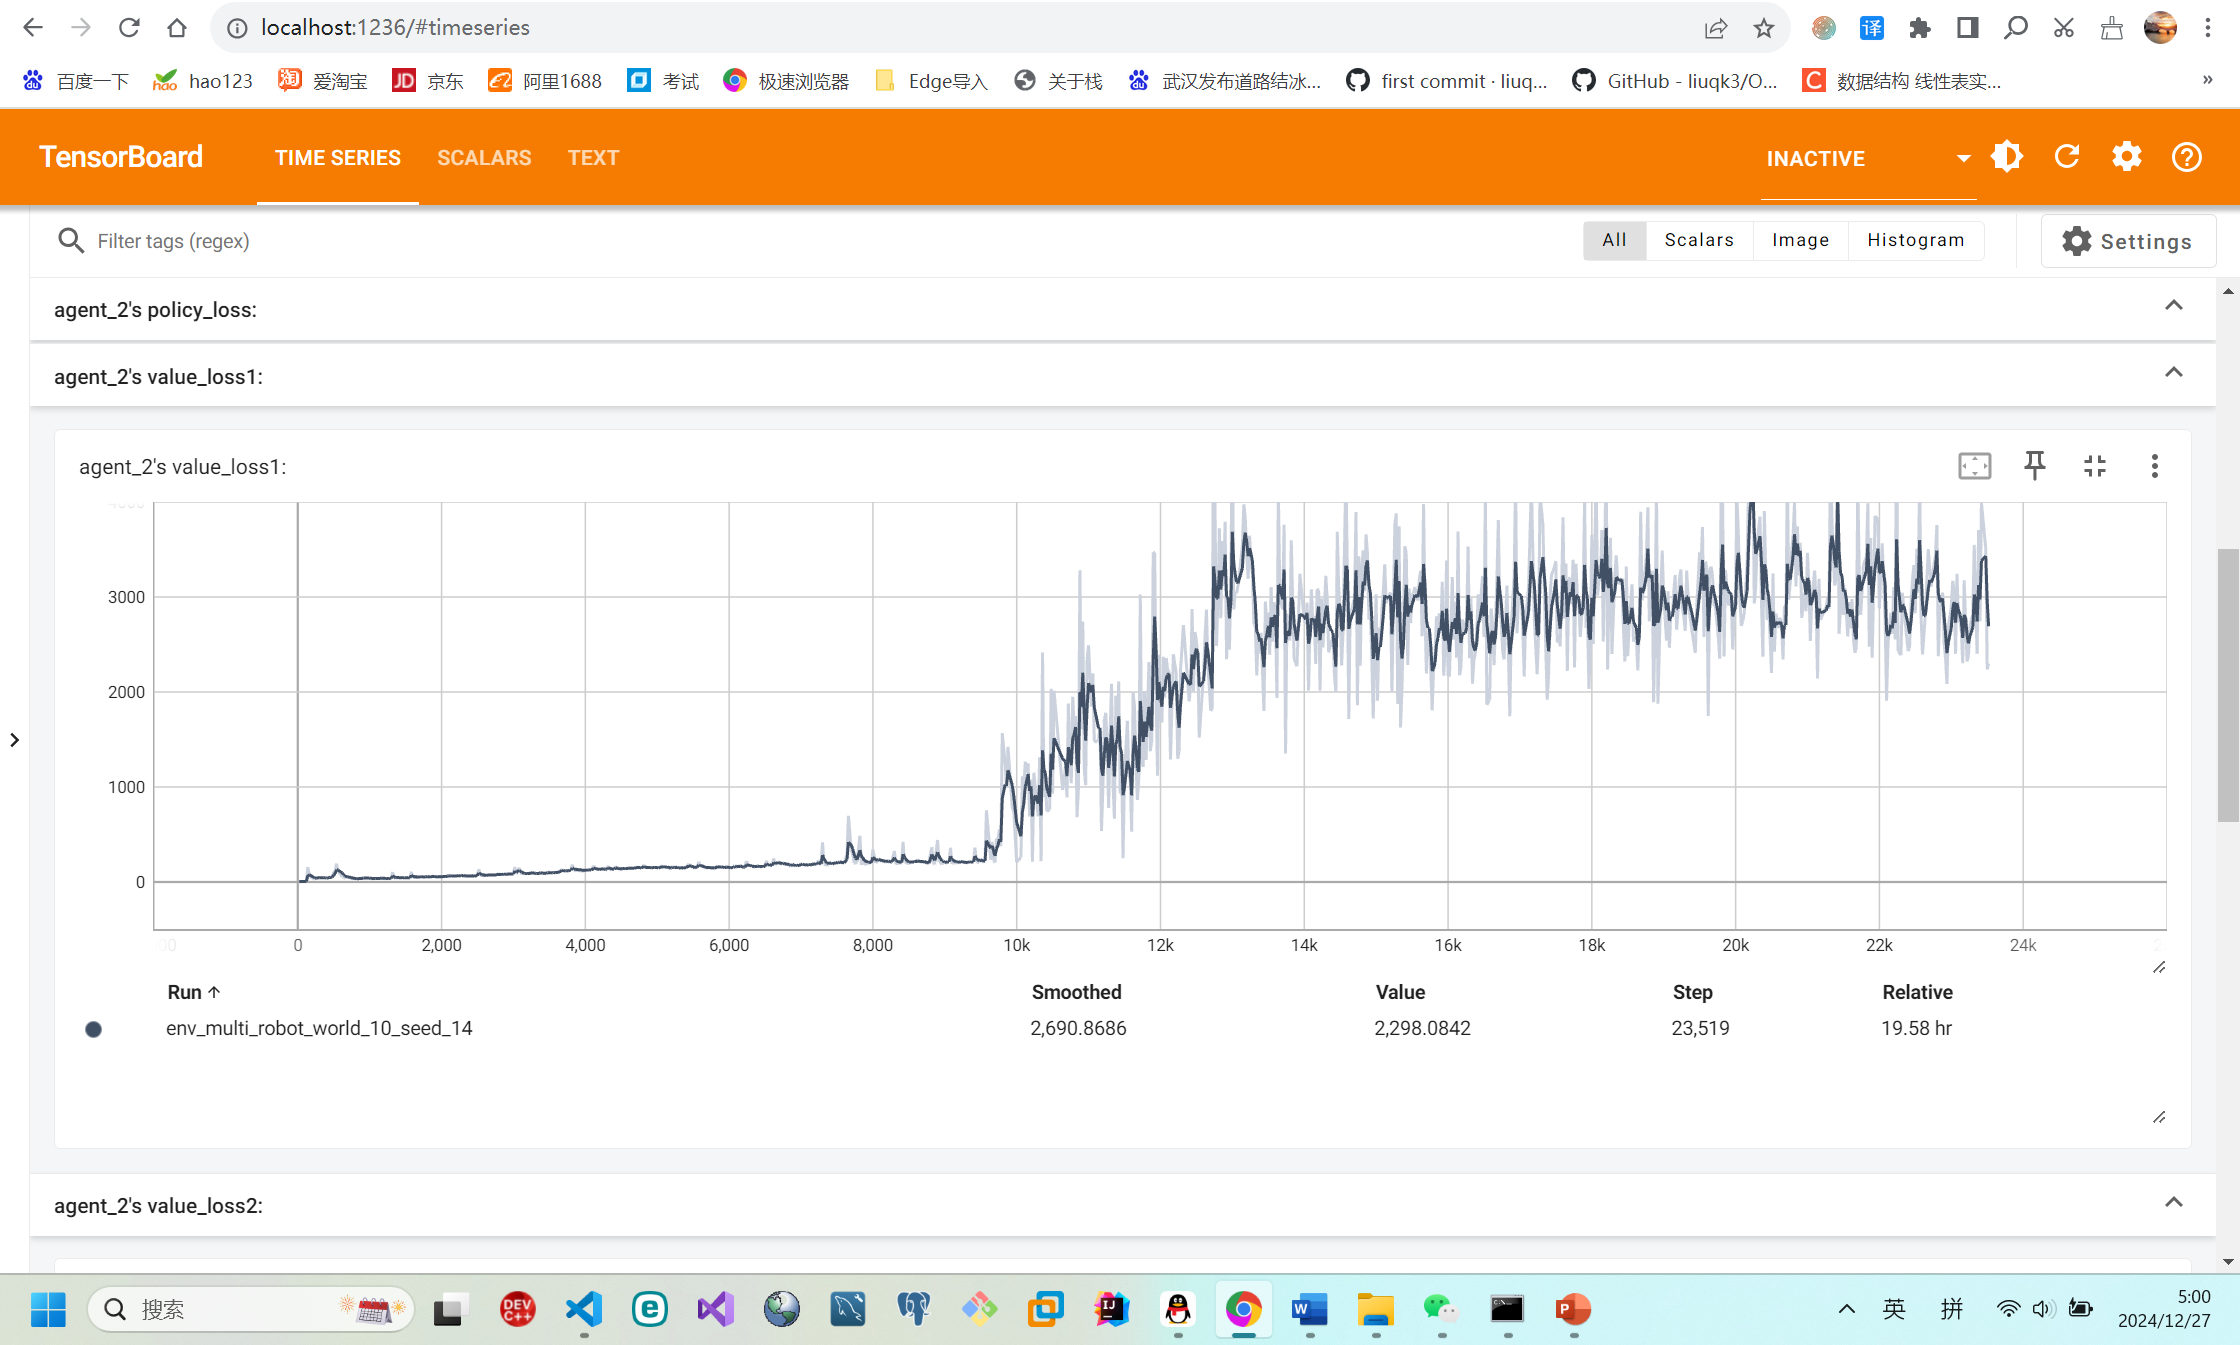 localhost:1236/#timeseries
译
百度一下
hao123
爱淘宝
京东
阿里1688
考试
极速浏览器
Edge导入
关于栈
武汉发布道路结冰...
first commit · liuq...
GitHub - liuqk3/O...
数据结构 线性表实...
»
TensorBoard
TIME SERIES
SCALARS
TEXT
INACTIVE
Filter tags (regex)
All
Scalars
Image
Histogram
Settings
agent_2's policy_loss:
agent_2's value_loss1:
agent_2's value_loss1:
4000
3000
2000
1000
0
0
2,000
4,000
6,000
8,000
10k
12k
14k
16k
18k
20k
22k
24k
Run ↑
Smoothed
Value
Step
Relative
env_multi_robot_world_10_seed_14
2,690.8686
2,298.0842
23,519
19.58 hr
agent_2's value_loss2:
搜索
英
拼
5:00
2024/12/27